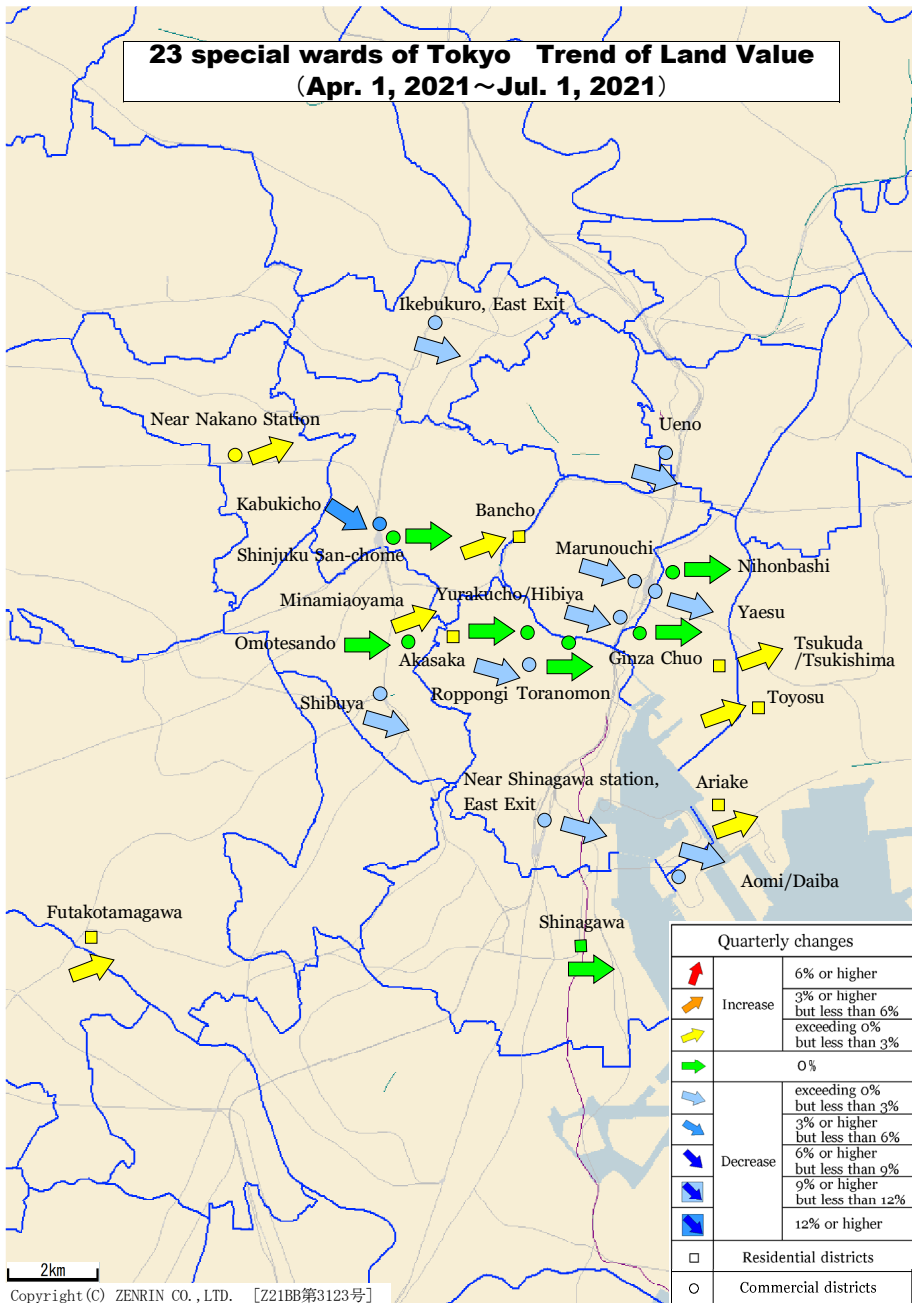 23 special wards of Tokyo Trend of Land Value
（Apr. 1, 2021～Jul. 1, 2021）
Ikebukuro, East Exit
Near Nakano Station
Ueno
Kabukicho
Bancho
Shinjuku San-chome
Marunouchi
Nihonbashi
Minamiaoyama
Yurakucho/Hibiya
Yaesu
Omotesando
Akasaka
Ginza Chuo
Tsukuda
/Tsukishima
Shibuya
Roppongi
Toranomon
Toyosu
Near Shinagawa station,
East Exit
Ariake
Aomi/Daiba
Futakotamagawa
Shinagawa
Quarterly changes
Increase
6% or higher
3% or higher
but less than 6%
exceeding 0%
but less than 3%
0%
Decrease
exceeding 0%
but less than 3%
3% or higher
but less than 6%
6% or higher
but less than 9%
9% or higher
but less than 12%
12% or higher
Residential districts
Commercial districts
2km
Copyright(C) ZENRIN CO.,LTD. [Z21BB第3123号]